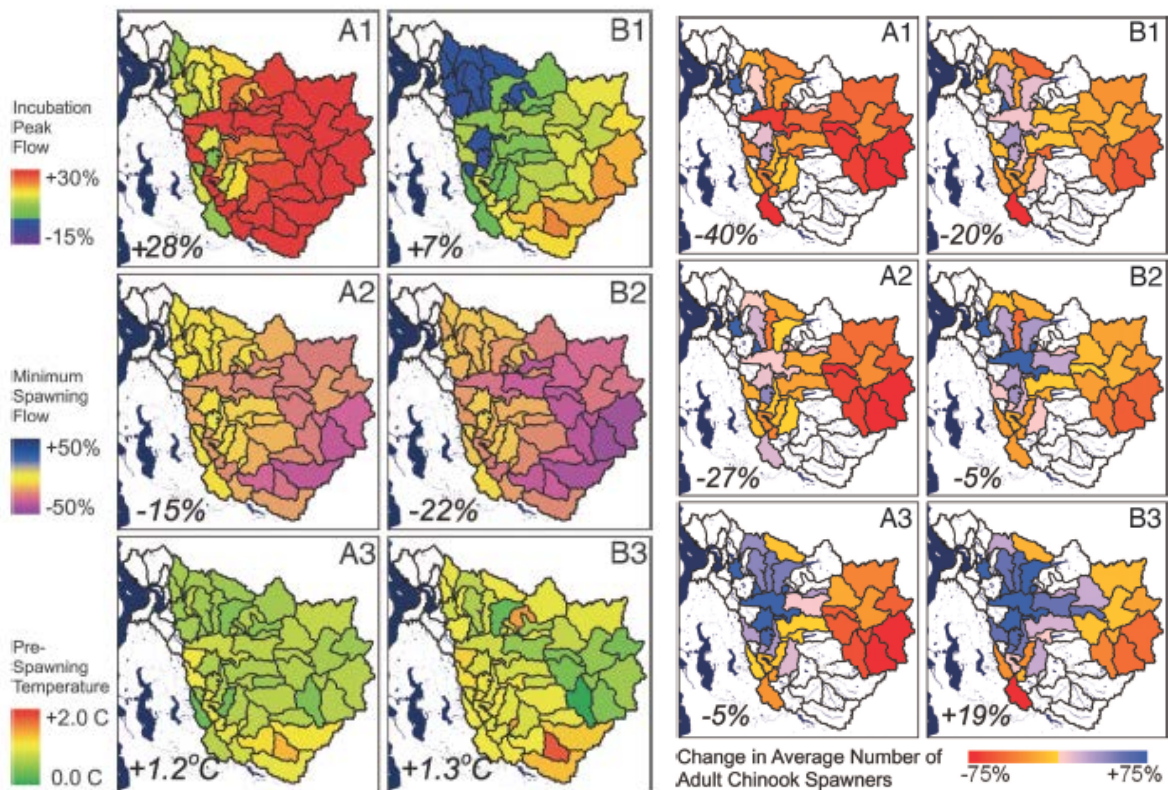 A1
B1
Incubation
Peak
Flow
+30%
-15%
+28%
+7%
A2
B2
Minimum
Spawning
Flow
+50%
-50%
-15%
-22%
A3
B3
Pre-
Spawning
Temperature
+2.0 C
0.0 C
+1.2°C
+1.3°C
A1
B1
-40%
-20%
A2
B2
-27%
-5%
A3
B3
-5%
+19%
Change in Average Number of
Adult Chinook Spawners
-75%
+75%